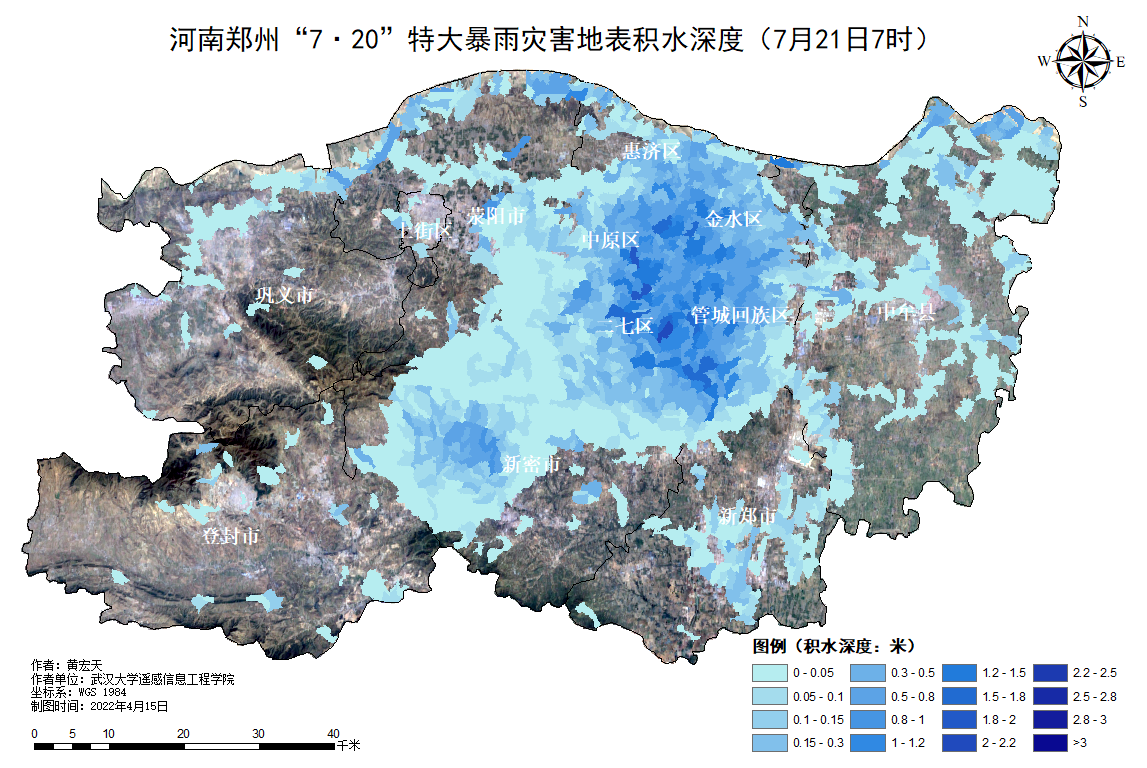 河南郑州“7·20”特大暴雨灾害地表积水深度（7月21日7时）
N
W E
S
惠济区
荥阳市
金水区
上街区
中原区
巩义市
管城回族区
中牟县
二七区
新密市
新郑市
登封市
图例（积水深度：米）
0 - 0.05 0.3 - 0.5 1.2 - 1.5 2.2 - 2.5
0.05 - 0.1 0.5 - 0.8 1.5 - 1.8 2.5 - 2.8
0.1 - 0.15 0.8 - 1 1.8 - 2 2.8 - 3
0.15 - 0.3 1 - 1.2 2 - 2.2 >3
作者：黄宏天
作者单位：武汉大学遥感信息工程学院
坐标系：WGS 1984
制图时间：2022年4月15日
0 5 10 20 30 40
千米